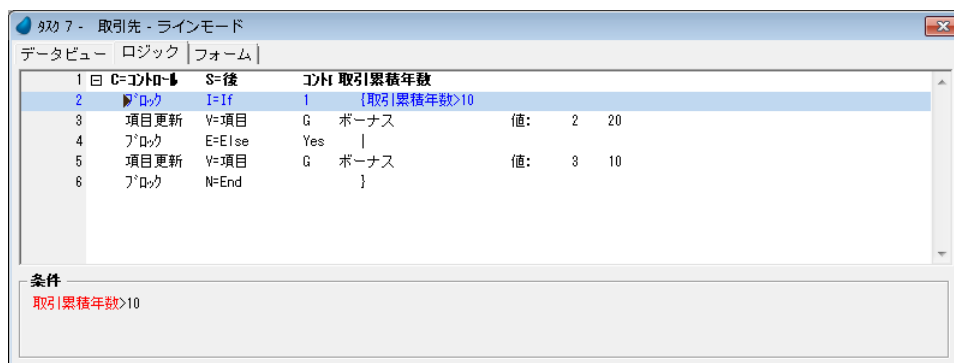 ﾀｽｸ 7 - 取引先 - ラインモード
データビュー ロジック フォーム
1 C=ｺﾝﾄﾛｰﾙ S=後 ｺﾝﾄﾛ 取引累積年数
2 ﾌﾞﾛｯｸ I=If 1 {取引累積年数>10
3 項目更新 V=項目 G ボーナス 値: 2 20
4 ﾌﾞﾛｯｸ E=Else Yes |
5 項目更新 V=項目 G ボーナス 値: 3 10
6 ﾌﾞﾛｯｸ N=End }
条件
取引累積年数>10